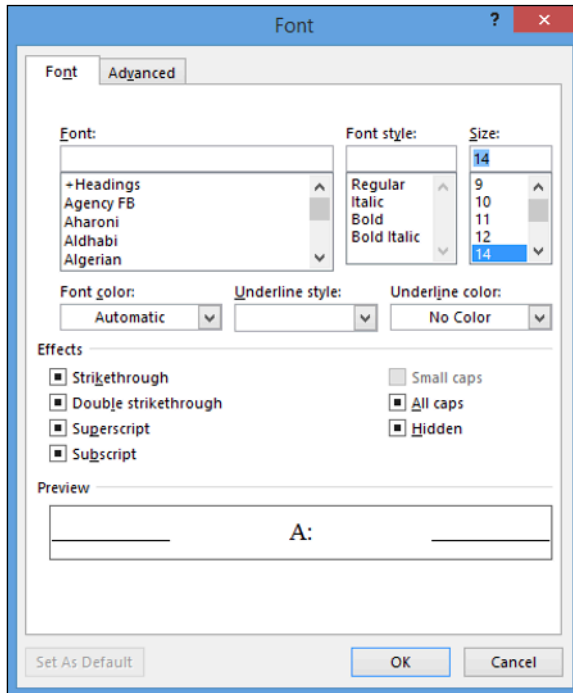 Font ?
Font Advanced
Font: Font style: Size:
14
+Headings Regular 9
Agency FB Italic 10
Aharoni Bold 11
Aldhabi Bold Italic 12
Algerian 14
Font color: Underline style: Underline color:
Automatic No Color
Effects
Strikethrough Small caps
Double strikethrough All caps
Superscript Hidden
Subscript
Preview
A:
Set As Default OK Cancel